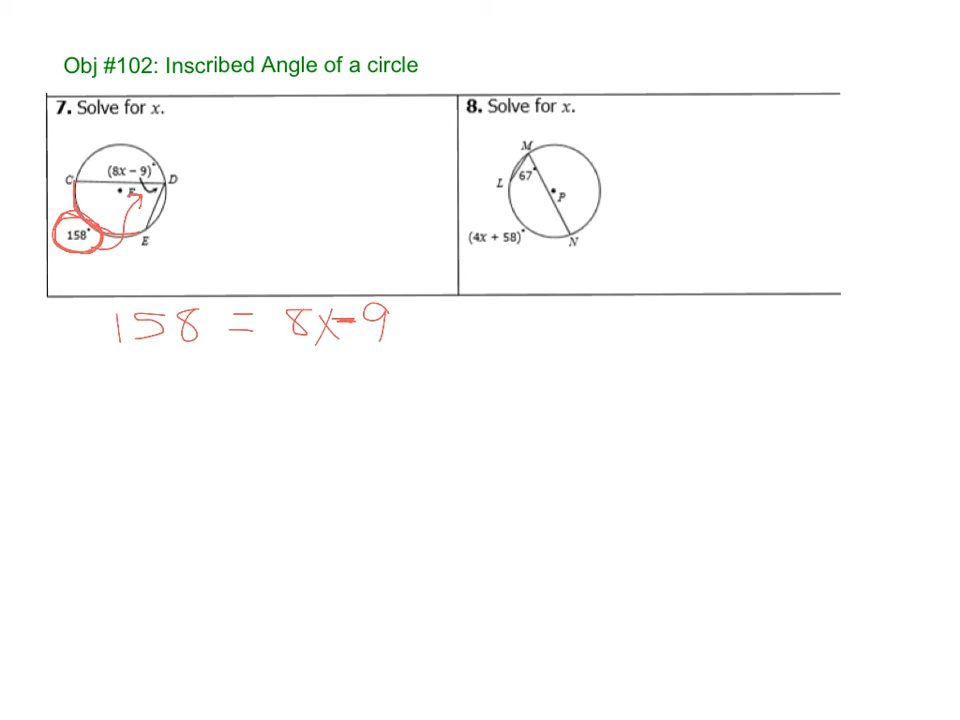 Obj #102: Inscribed Angle of a circle
7. Solve for x.
(8x − 9)°
C
D
F
158°
E
8. Solve for x.
M
67°
L
P
(4x + 58)°
N
158 = 8x-9